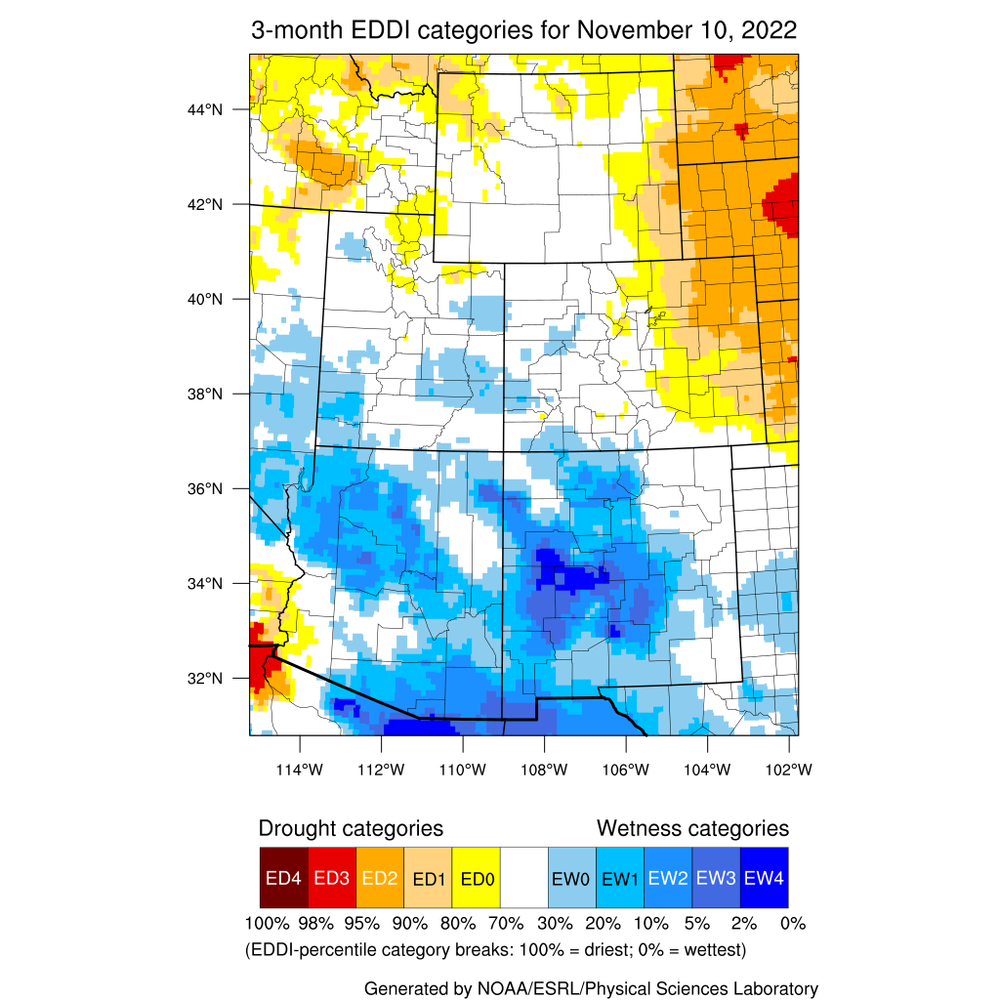 3-month EDDI categories for November 10, 2022
44°N
42°N
40°N
38°N
36°N
34°N
32°N
114°W 112°W 110°W 108°W 106°W 104°W 102°W
Drought categories Wetness categories
ED4 ED3 ED2 ED1 ED0 EW0 EW1 EW2 EW3 EW4
100% 98% 95% 90% 80% 70% 30% 20% 10% 5% 2% 0%
(EDDI-percentile category breaks: 100% = driest; 0% = wettest)
Generated by NOAA/ESRL/Physical Sciences Laboratory